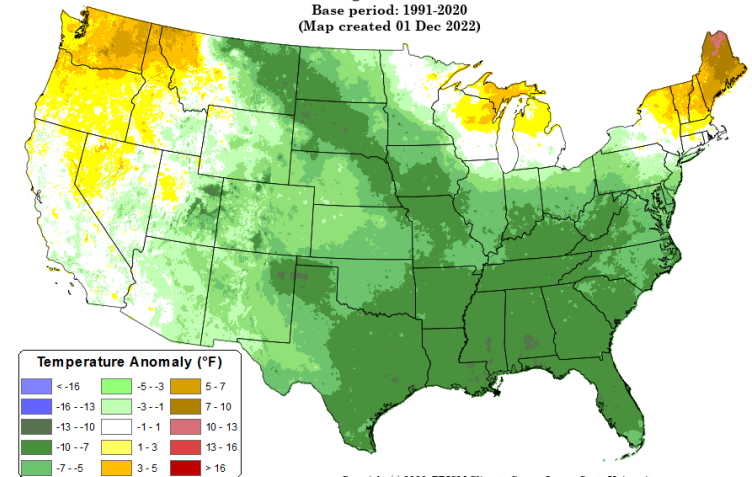 Base period: 1991-2020
(Map created 01 Dec 2022)
Temperature Anomaly (°F)
< -16 -5 - -3 5 - 7
-16 - -13 -3 - -1 7 - 10
-13 - -10 -1 - 1 10 - 13
-10 - -7 1 - 3 13 - 16
-7 - -5 3 - 5 > 16